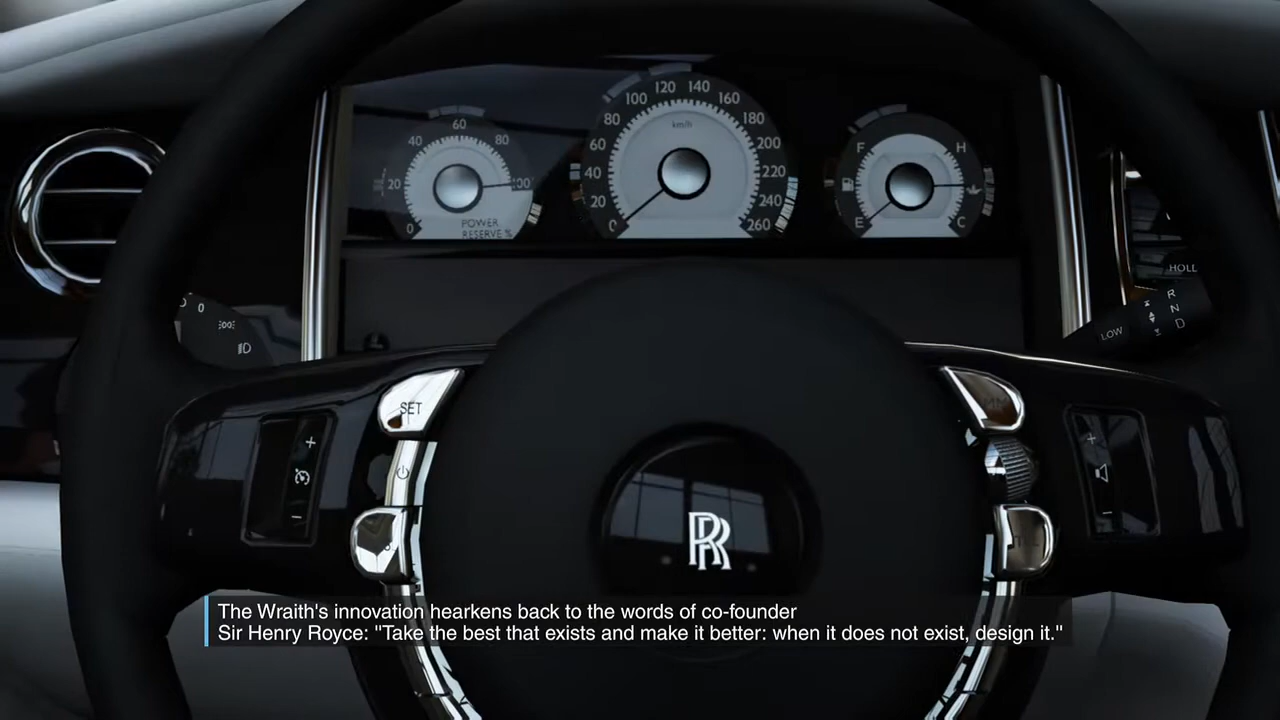 0 20 40 60 80 100
POWER
RESERVE %
0 20 40 60 80 100 120 140 160 180 200 220 240 260
km/h
F H
E C
HOLD
R
N
D
LOW
0
SET
+
-
+
-
RR
The Wraith's innovation hearkens back to the words of co-founder
Sir Henry Royce: "Take the best that exists and make it better: when it does not exist, design it."